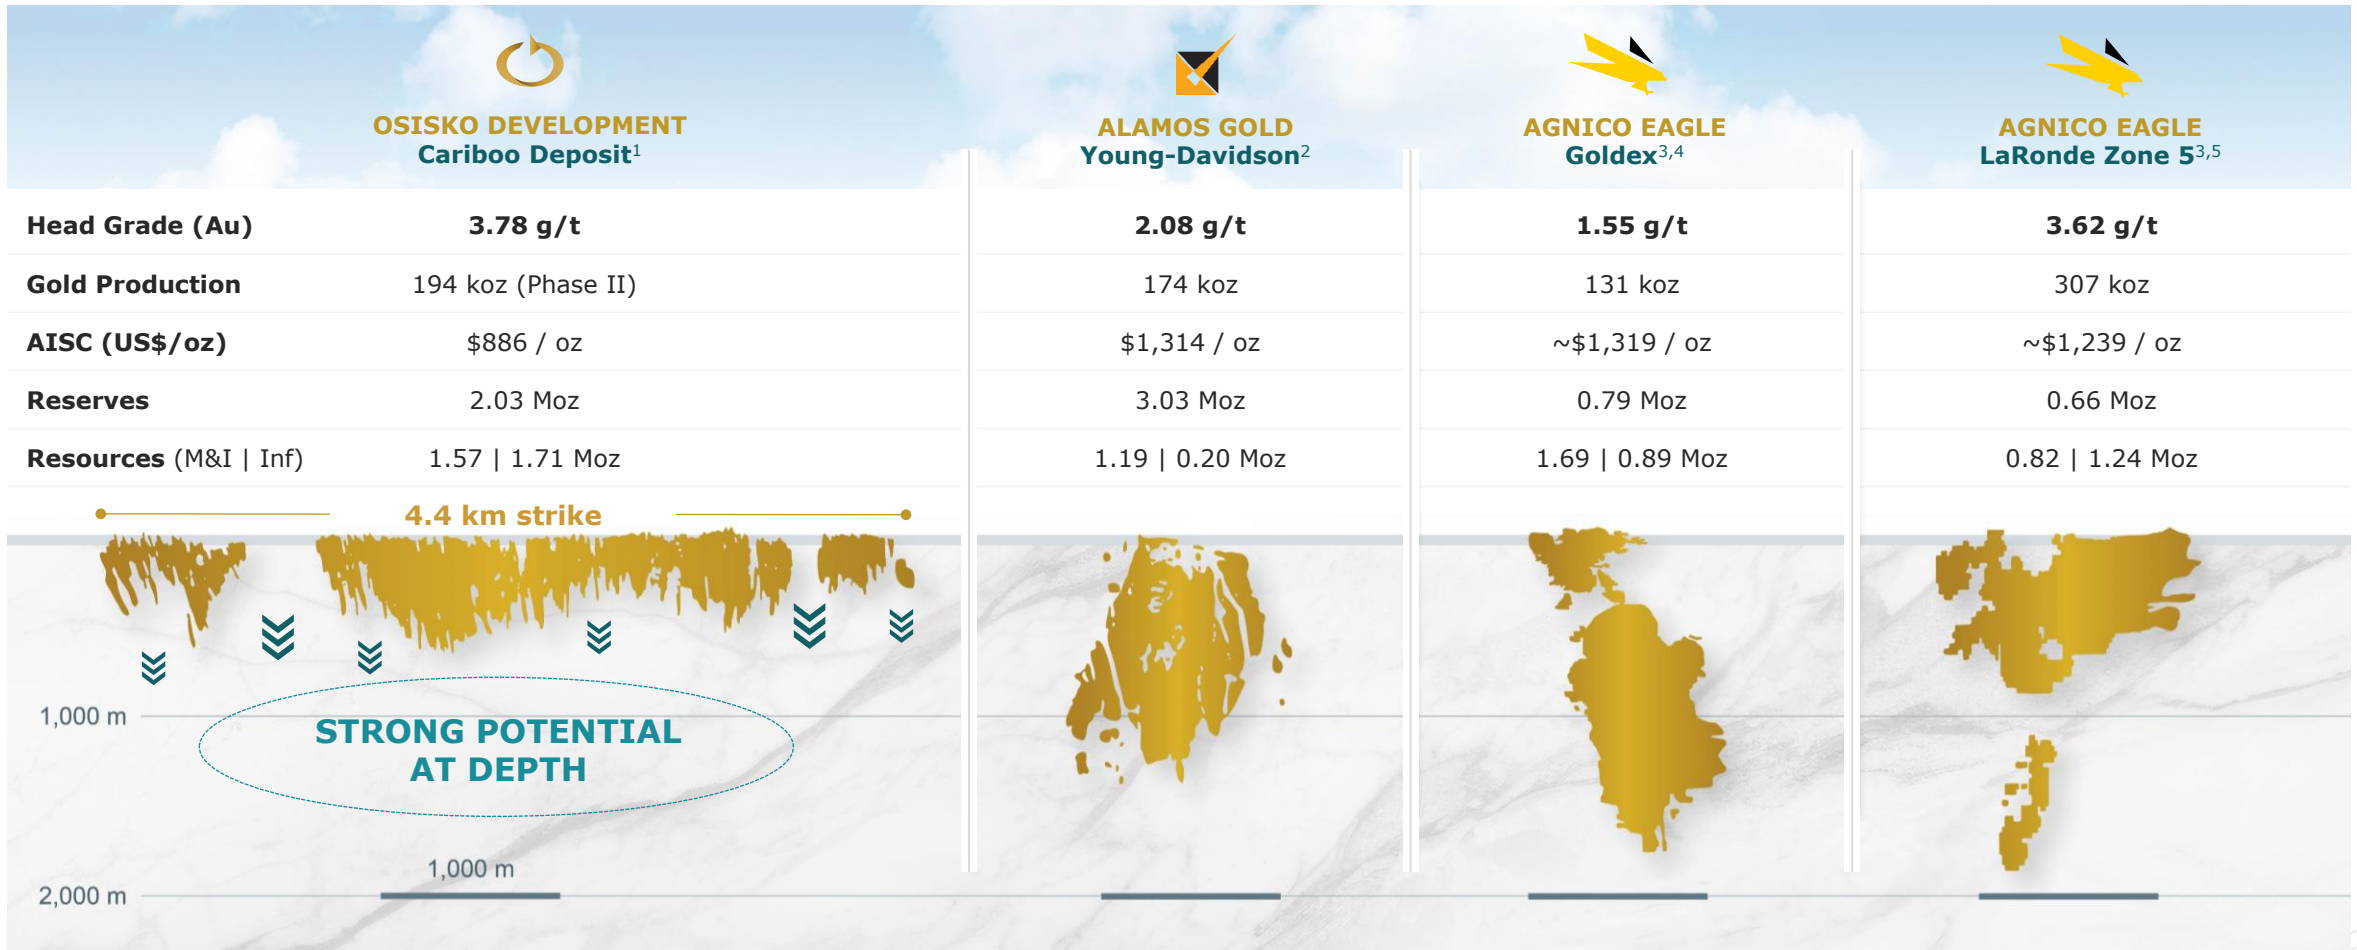 OSISKO DEVELOPMENT
Cariboo Deposit1
ALAMOS GOLD
Young-Davidson2
AGNICO EAGLE
Goldex3,4
AGNICO EAGLE
LaRonde Zone 53,5
Head Grade (Au) 3.78 g/t 2.08 g/t 1.55 g/t 3.62 g/t
Gold Production 194 koz (Phase II) 174 koz 131 koz 307 koz
AISC (US$/oz) $886 / oz $1,314 / oz ~$1,319 / oz ~$1,239 / oz
Reserves 2.03 Moz 3.03 Moz 0.79 Moz 0.66 Moz
Resources (M&I | Inf) 1.57 | 1.71 Moz 1.19 | 0.20 Moz 1.69 | 0.89 Moz 0.82 | 1.24 Moz
4.4 km strike
1,000 m
STRONG POTENTIAL
AT DEPTH
1,000 m
2,000 m